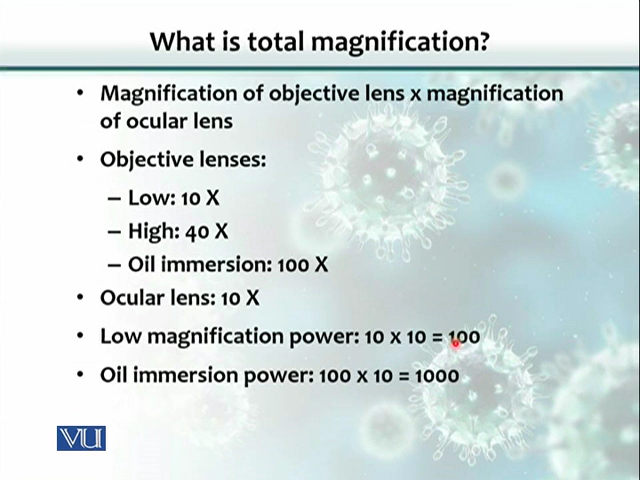 What is total magnification?
• Magnification of objective lens x magnification
of ocular lens
• Objective lenses:
– Low: 10 X
– High: 40 X
– Oil immersion: 100 X
• Ocular lens: 10 X
• Low magnification power: 10 x 10 = 100
• Oil immersion power: 100 x 10 = 1000
VU